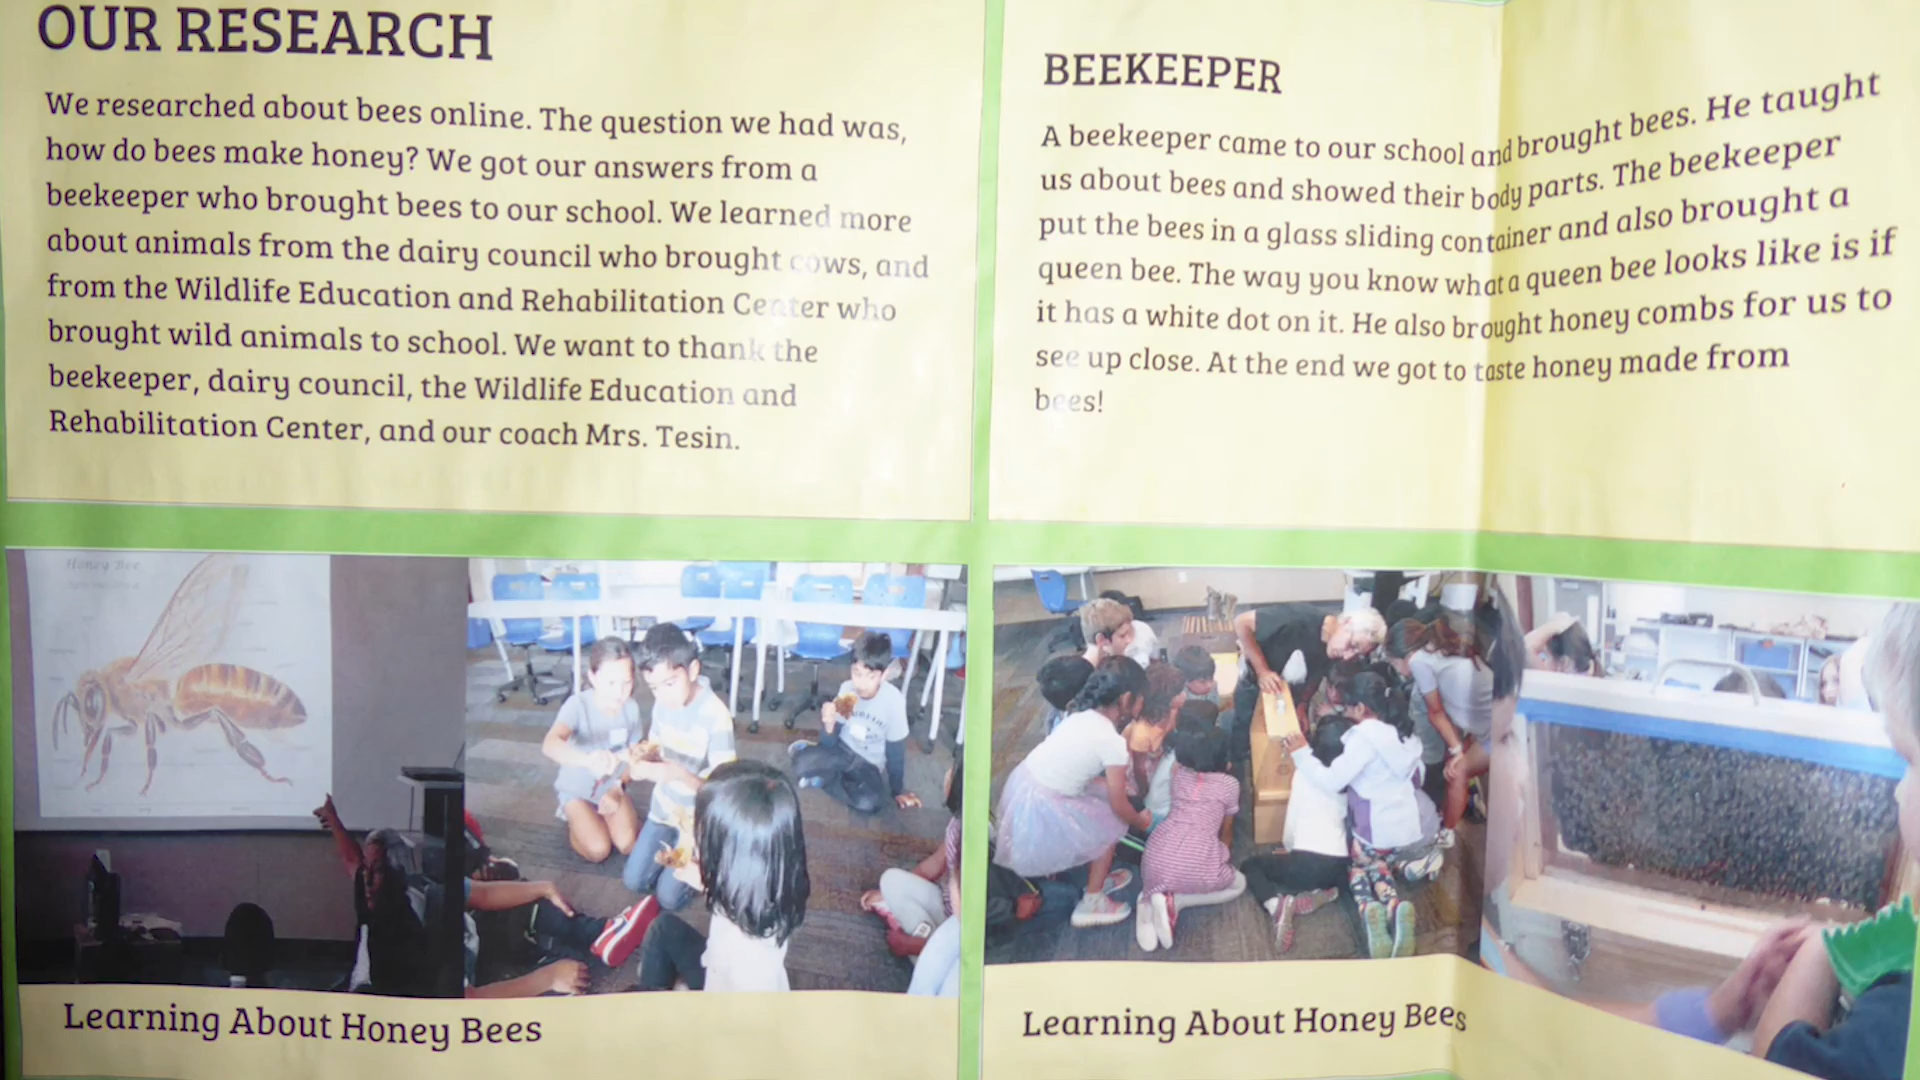 OUR RESEARCH
We researched about bees online. The question we had was,
how do bees make honey? We got our answers from a
beekeeper who brought bees to our school. We learned more
about animals from the dairy council who brought cows, and
from the Wildlife Education and Rehabilitation Center who
brought wild animals to school. We want to thank the
beekeeper, dairy council, the Wildlife Education and
Rehabilitation Center, and our coach Mrs. Tesin.
BEEKEEPER
A beekeeper came to our school and brought bees. He taught
us about bees and showed their body parts. The beekeeper
put the bees in a glass sliding container and also brought a
queen bee. The way you know what a queen bee looks like is if
it has a white dot on it. He also brought honey combs for us to
see up close. At the end we got to taste honey made from
bees!
Honey Bee
Learning About Honey Bees
Learning About Honey Bees